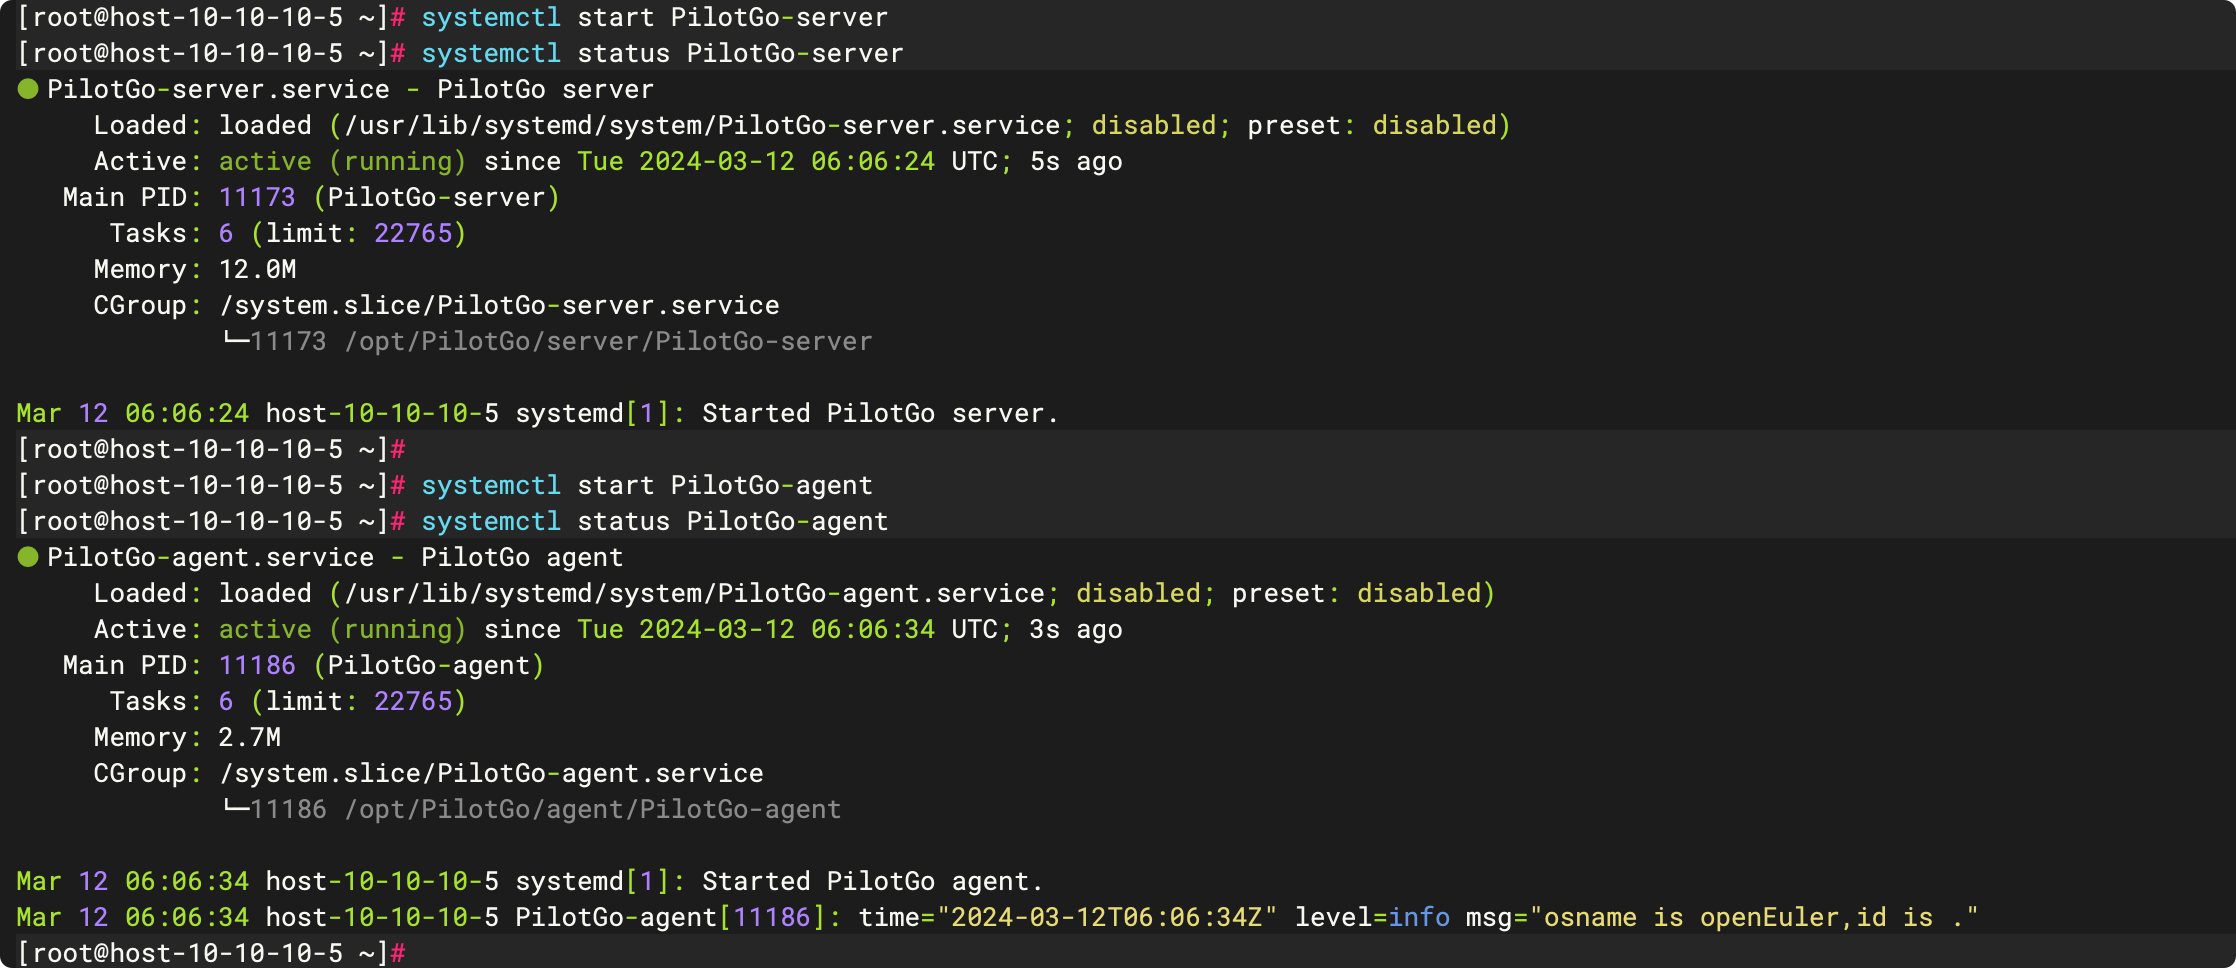 [root@host-10-10-10-5 ~]# systemctl start PilotGo-server
[root@host-10-10-10-5 ~]# systemctl status PilotGo-server
● PilotGo-server.service - PilotGo server
     Loaded: loaded (/usr/lib/systemd/system/PilotGo-server.service; disabled; preset: disabled)
     Active: active (running) since Tue 2024-03-12 06:06:24 UTC; 5s ago
   Main PID: 11173 (PilotGo-server)
      Tasks: 6 (limit: 22765)
     Memory: 12.0M
     CGroup: /system.slice/PilotGo-server.service
             └─11173 /opt/PilotGo/server/PilotGo-server

Mar 12 06:06:24 host-10-10-10-5 systemd[1]: Started PilotGo server.
[root@host-10-10-10-5 ~]#
[root@host-10-10-10-5 ~]# systemctl start PilotGo-agent
[root@host-10-10-10-5 ~]# systemctl status PilotGo-agent
● PilotGo-agent.service - PilotGo agent
     Loaded: loaded (/usr/lib/systemd/system/PilotGo-agent.service; disabled; preset: disabled)
     Active: active (running) since Tue 2024-03-12 06:06:34 UTC; 3s ago
   Main PID: 11186 (PilotGo-agent)
      Tasks: 6 (limit: 22765)
     Memory: 2.7M
     CGroup: /system.slice/PilotGo-agent.service
             └─11186 /opt/PilotGo/agent/PilotGo-agent

Mar 12 06:06:34 host-10-10-10-5 systemd[1]: Started PilotGo agent.
Mar 12 06:06:34 host-10-10-10-5 PilotGo-agent[11186]: time="2024-03-12T06:06:34Z" level=info msg="osname is openEuler,id is ."
[root@host-10-10-10-5 ~]#